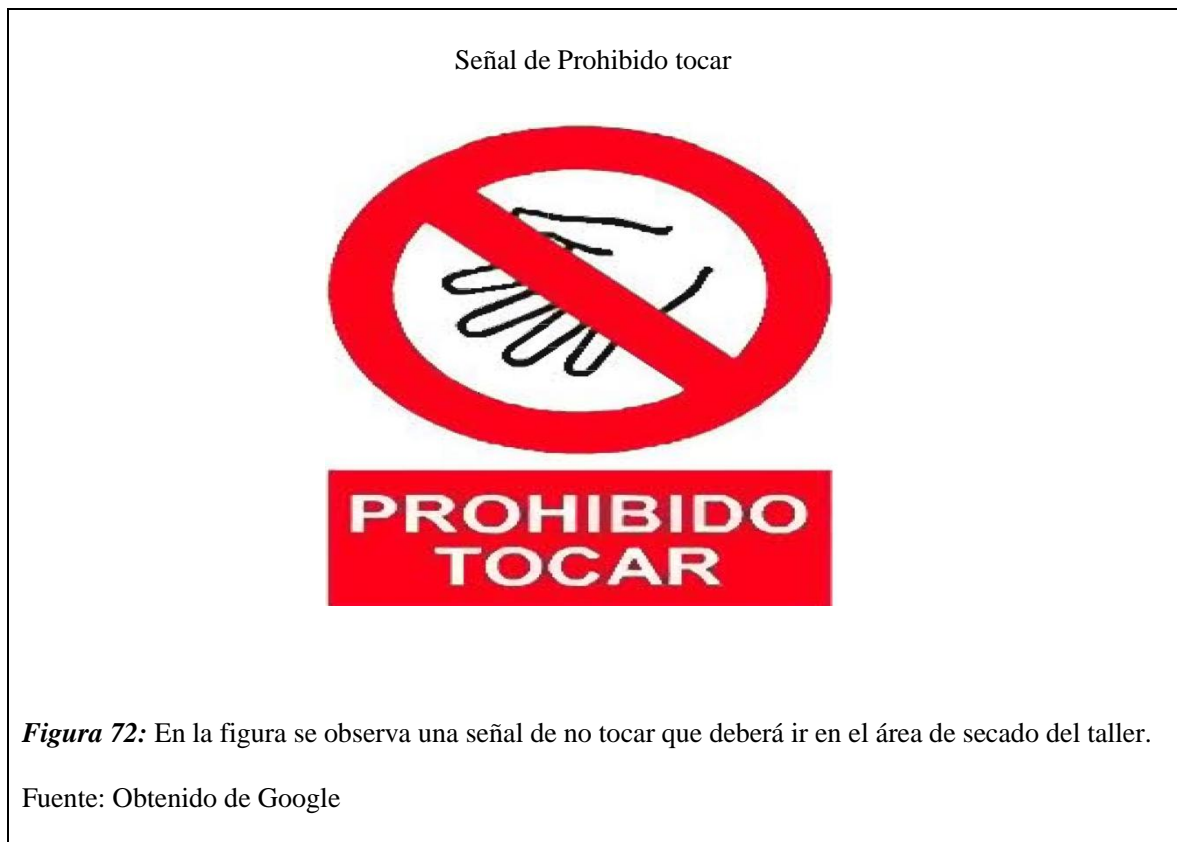 Señal de Prohibido tocar
PROHIBIDO
TOCAR
Figura 72: En la figura se observa una señal de no tocar que deberá ir en el área de secado del taller.
Fuente: Obtenido de Google